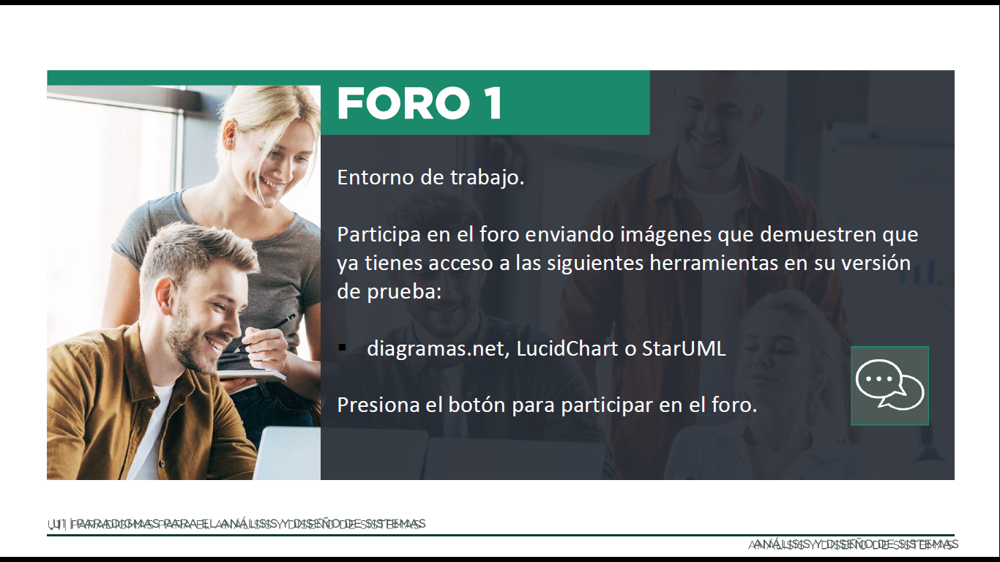 FORO 1
Entorno de trabajo.
Participa en el foro enviando imágenes que demuestren que
ya tienes acceso a las siguientes herramientas en su versión
de prueba:
▪ diagramas.net, LucidChart o StarUML
Presiona el botón para participar en el foro.
U1 | PARADIGMAS PARA EL ANÁLISIS Y DISEÑO DE SISTEMAS
ANÁLISIS Y DISEÑO DE SISTEMAS